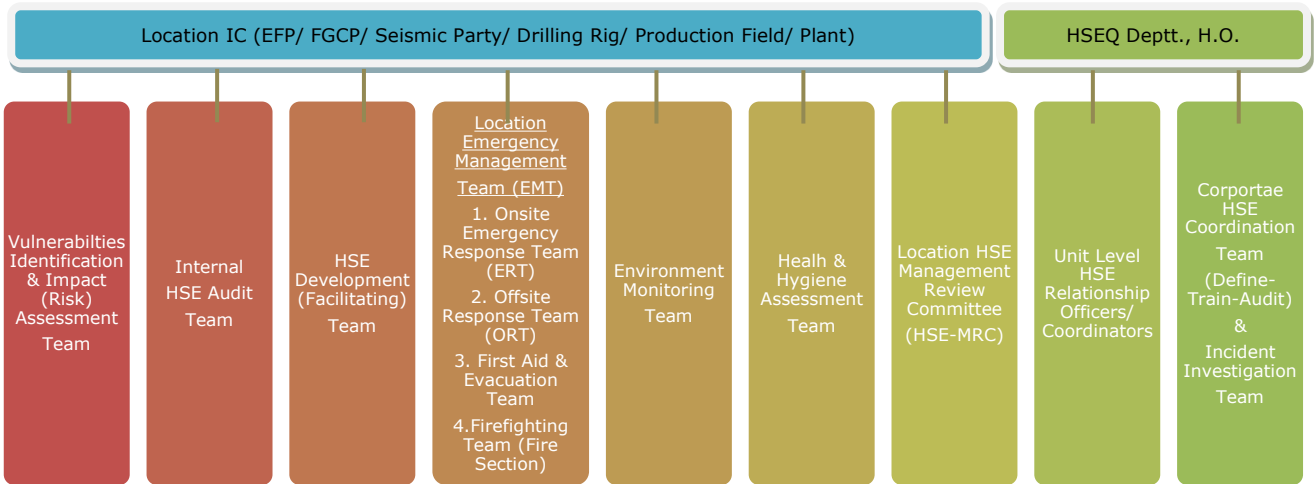 Location IC (EFP/ FGCP/ Seismic Party/ Drilling Rig/ Production Field/ Plant)
HSEQ Deptt., H.O.
Vulnerabilties
Identification
& Impact
(Risk)
Assessment
Team
Internal
HSE Audit
Team
HSE
Development
(Facilitating)
Team
Location
Emergency
Management
Team (EMT)
1. Onsite
Emergency
Response Team
(ERT)
2. Offsite
Response Team
(ORT)
3. First Aid &
Evacuation
Team
4.Firefighting
Team (Fire
Section)
Environment
Monitoring
Team
Healh &
Hygiene
Assessment
Team
Location HSE
Management
Review
Committee
(HSE-MRC)
Unit Level
HSE
Relationship
Officers/
Coordinators
Corportae
HSE
Coordination
Team
(Define-
Train-Audit)
&
Incident
Investigation
Team